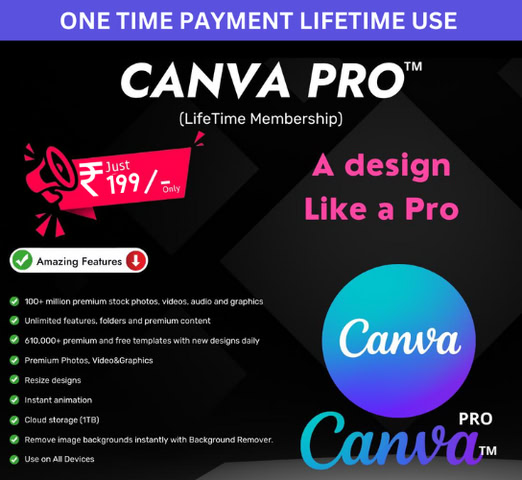 ONE TIME PAYMENT LIFETIME USE
CANVA PRO™
(LifeTime Membership)
₹ Just
199/-
Only
A design
Like a Pro
Amazing Features
100+ million premium stock photos, videos, audio and graphics
Unlimited features, folders and premium content
610,000+ premium and free templates with new designs daily
Premium Photos, Video&Graphics
Resize designs
Instant animation
Cloud storage (1TB)
Remove image backgrounds instantly with Background Remover.
Use on All Devices
Canva
PRO
Canva™